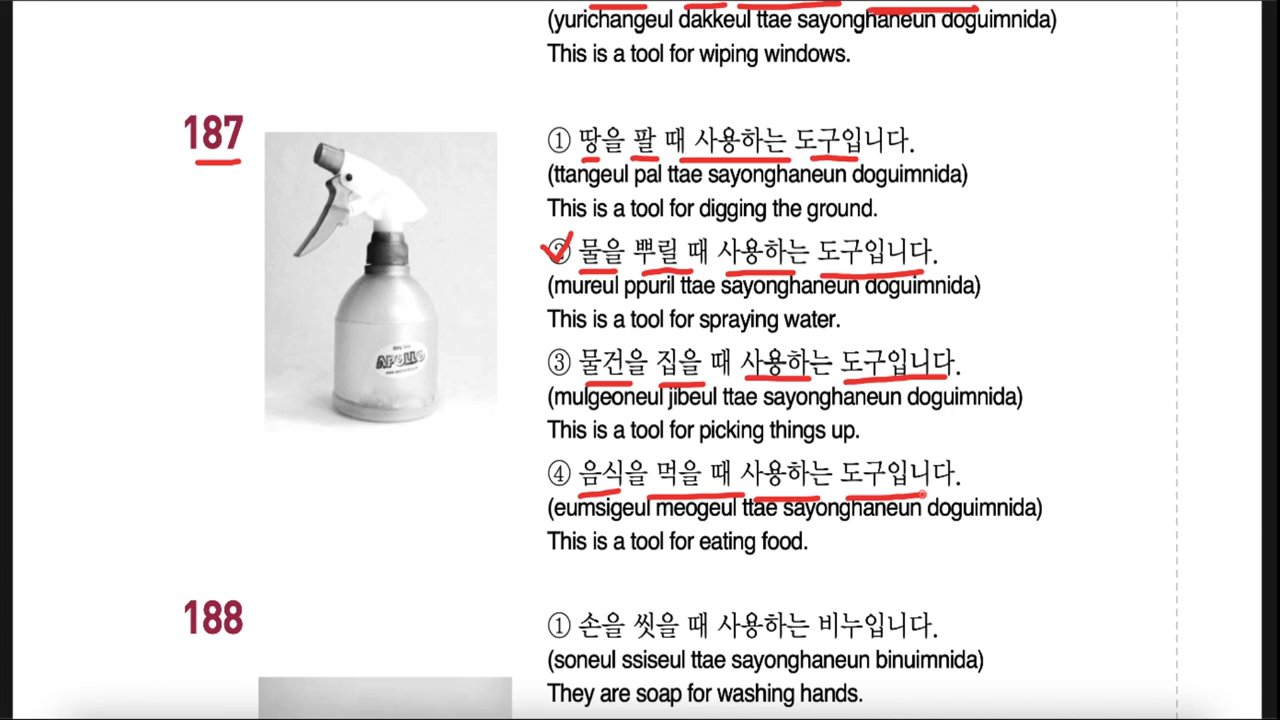 (yurichangeul dakkeul ttae sayonghaneun doguimnida)
This is a tool for wiping windows.
187
① 땅을 팔 때 사용하는 도구입니다.
(ttangeul pal ttae sayonghaneun doguimnida)
This is a tool for digging the ground.
② 물을 뿌릴 때 사용하는 도구입니다.
(mureul ppuril ttae sayonghaneun doguimnida)
This is a tool for spraying water.
③ 물건을 집을 때 사용하는 도구입니다.
(mulgeoneul jibeul ttae sayonghaneun doguimnida)
This is a tool for picking things up.
④ 음식을 먹을 때 사용하는 도구입니다.
(eumsigeul meogeul ttae sayonghaneun doguimnida)
This is a tool for eating food.
APOLLO
188
① 손을 씻을 때 사용하는 비누입니다.
(soneul ssiseul ttae sayonghaneun binuimnida)
They are soap for washing hands.